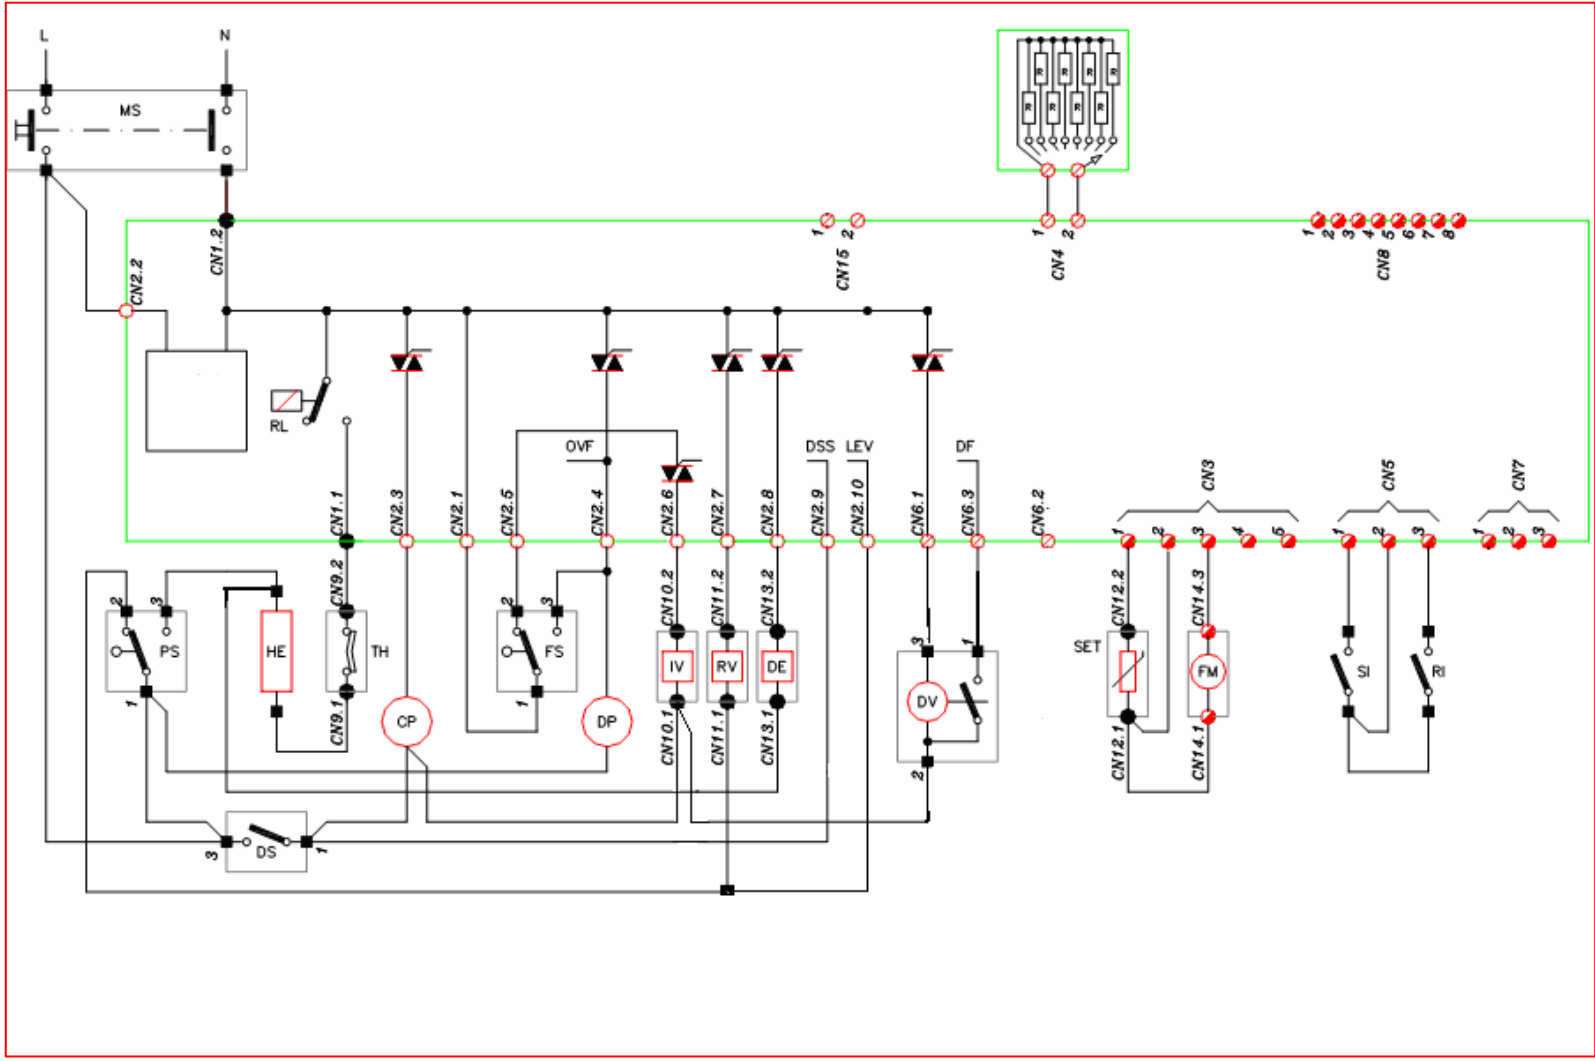 L N
MS
R R R R
R R R R
CN1.2
CN2.2
1 2
CN15
1 2
CN4
1 2 3 4 5 6 7 8
CN8
RL
OVF DSS LEV DF
CN1.1 CN2.3 CN2.1 CN2.5 CN2.4 CN2.6 CN2.7 CN2.8 CN2.9 CN2.10 CN6.1 CN6.3 CN6.2
CN3 CN5 CN7
1 2 3 4 5 1 2 3 1 2 3
CN9.2 CN10.2 CN11.2 CN13.2 CN12.2 CN14.3
2 3 2 3 3 1
PS HE TH FS IV RV DE SET FM SI RI
1 CN9.1 CP 1 DP CN10.1 CN11.1 CN13.1 DV 2 CN12.1 CN14.1
3 DS 1